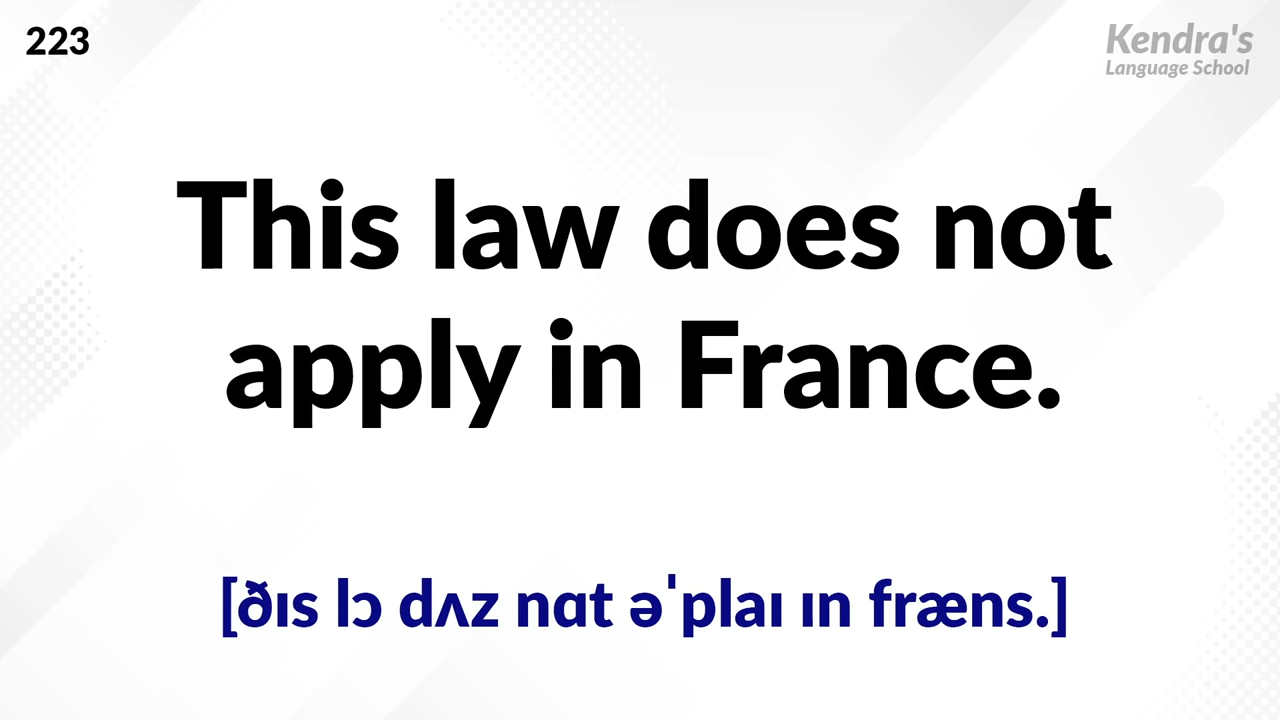 223
Kendra's
Language School
This law does not
apply in France.
[ðɪs lɔ dʌz nɑt əˈplaɪ ɪn fræns.]